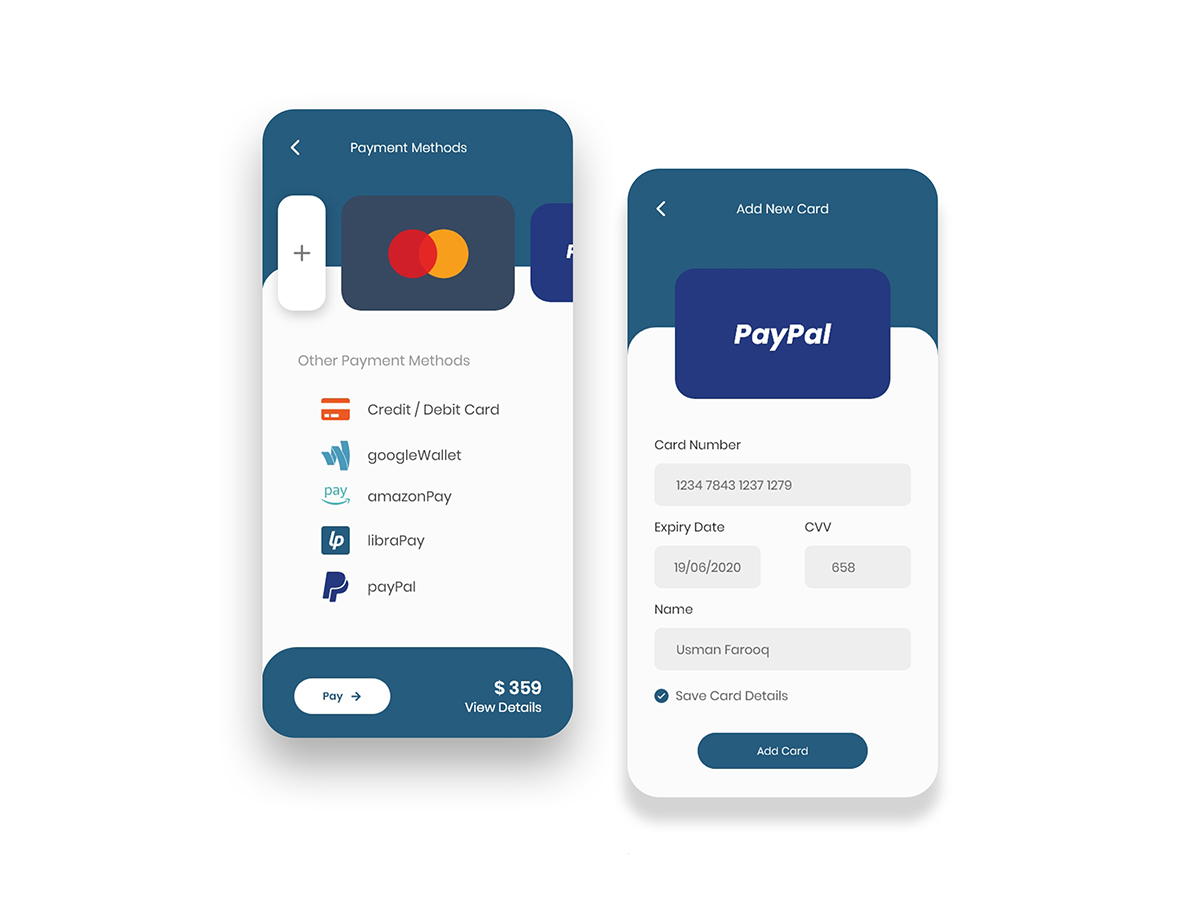 Payment Methods
P
Other Payment Methods
Credit / Debit Card
googleWallet
pay
amazonPay
lp
libraPay
payPal
Pay
$ 359
View Details
Add New Card
PayPal
Card Number
1234 7843 1237 1279
Expiry Date
CVV
19/06/2020
658
Name
Usman Farooq
Save Card Details
Add Card